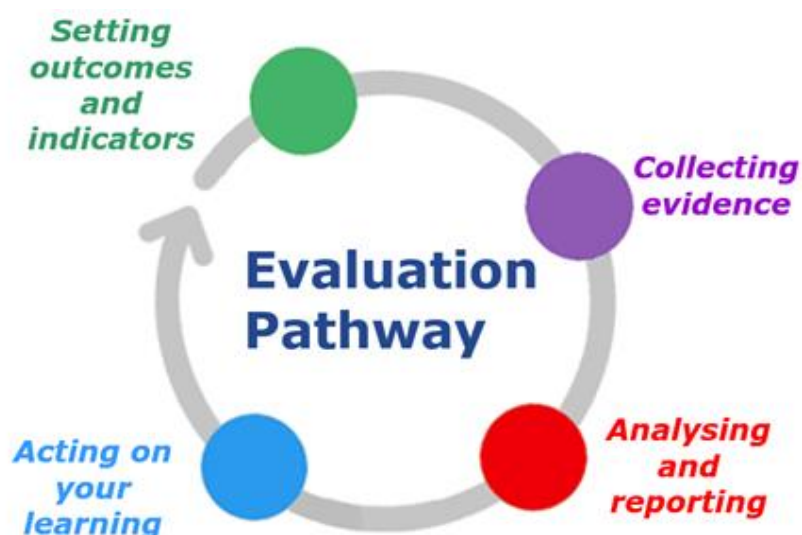 Setting
outcomes
and
indicators
Collecting
evidence
Evaluation
Pathway
Analysing
and
reporting
Acting on
your
learning